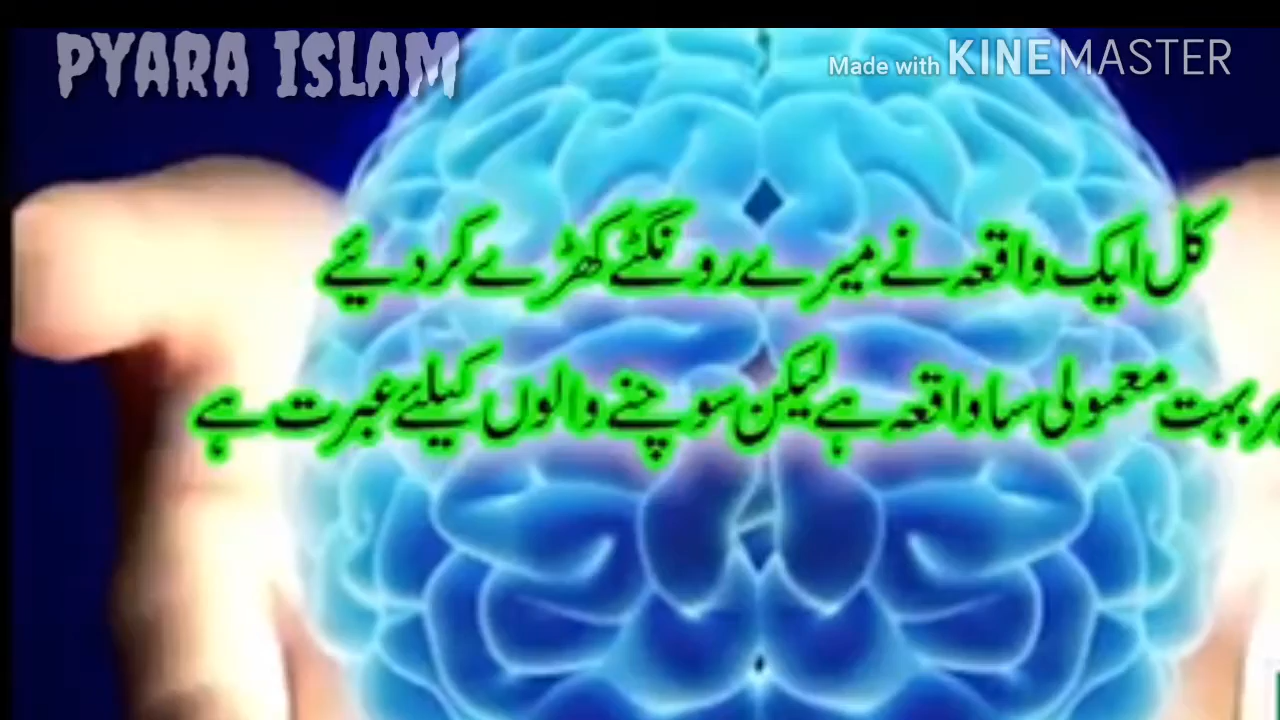 PYARA ISLAM
Made with KINEMASTER
کل ایک واقعہ نے میرے رونگٹے کھڑے کر دیئے
بہت معمولی سا واقعہ ہے لیکن سوچنے والوں کیلئے عبرت ہے